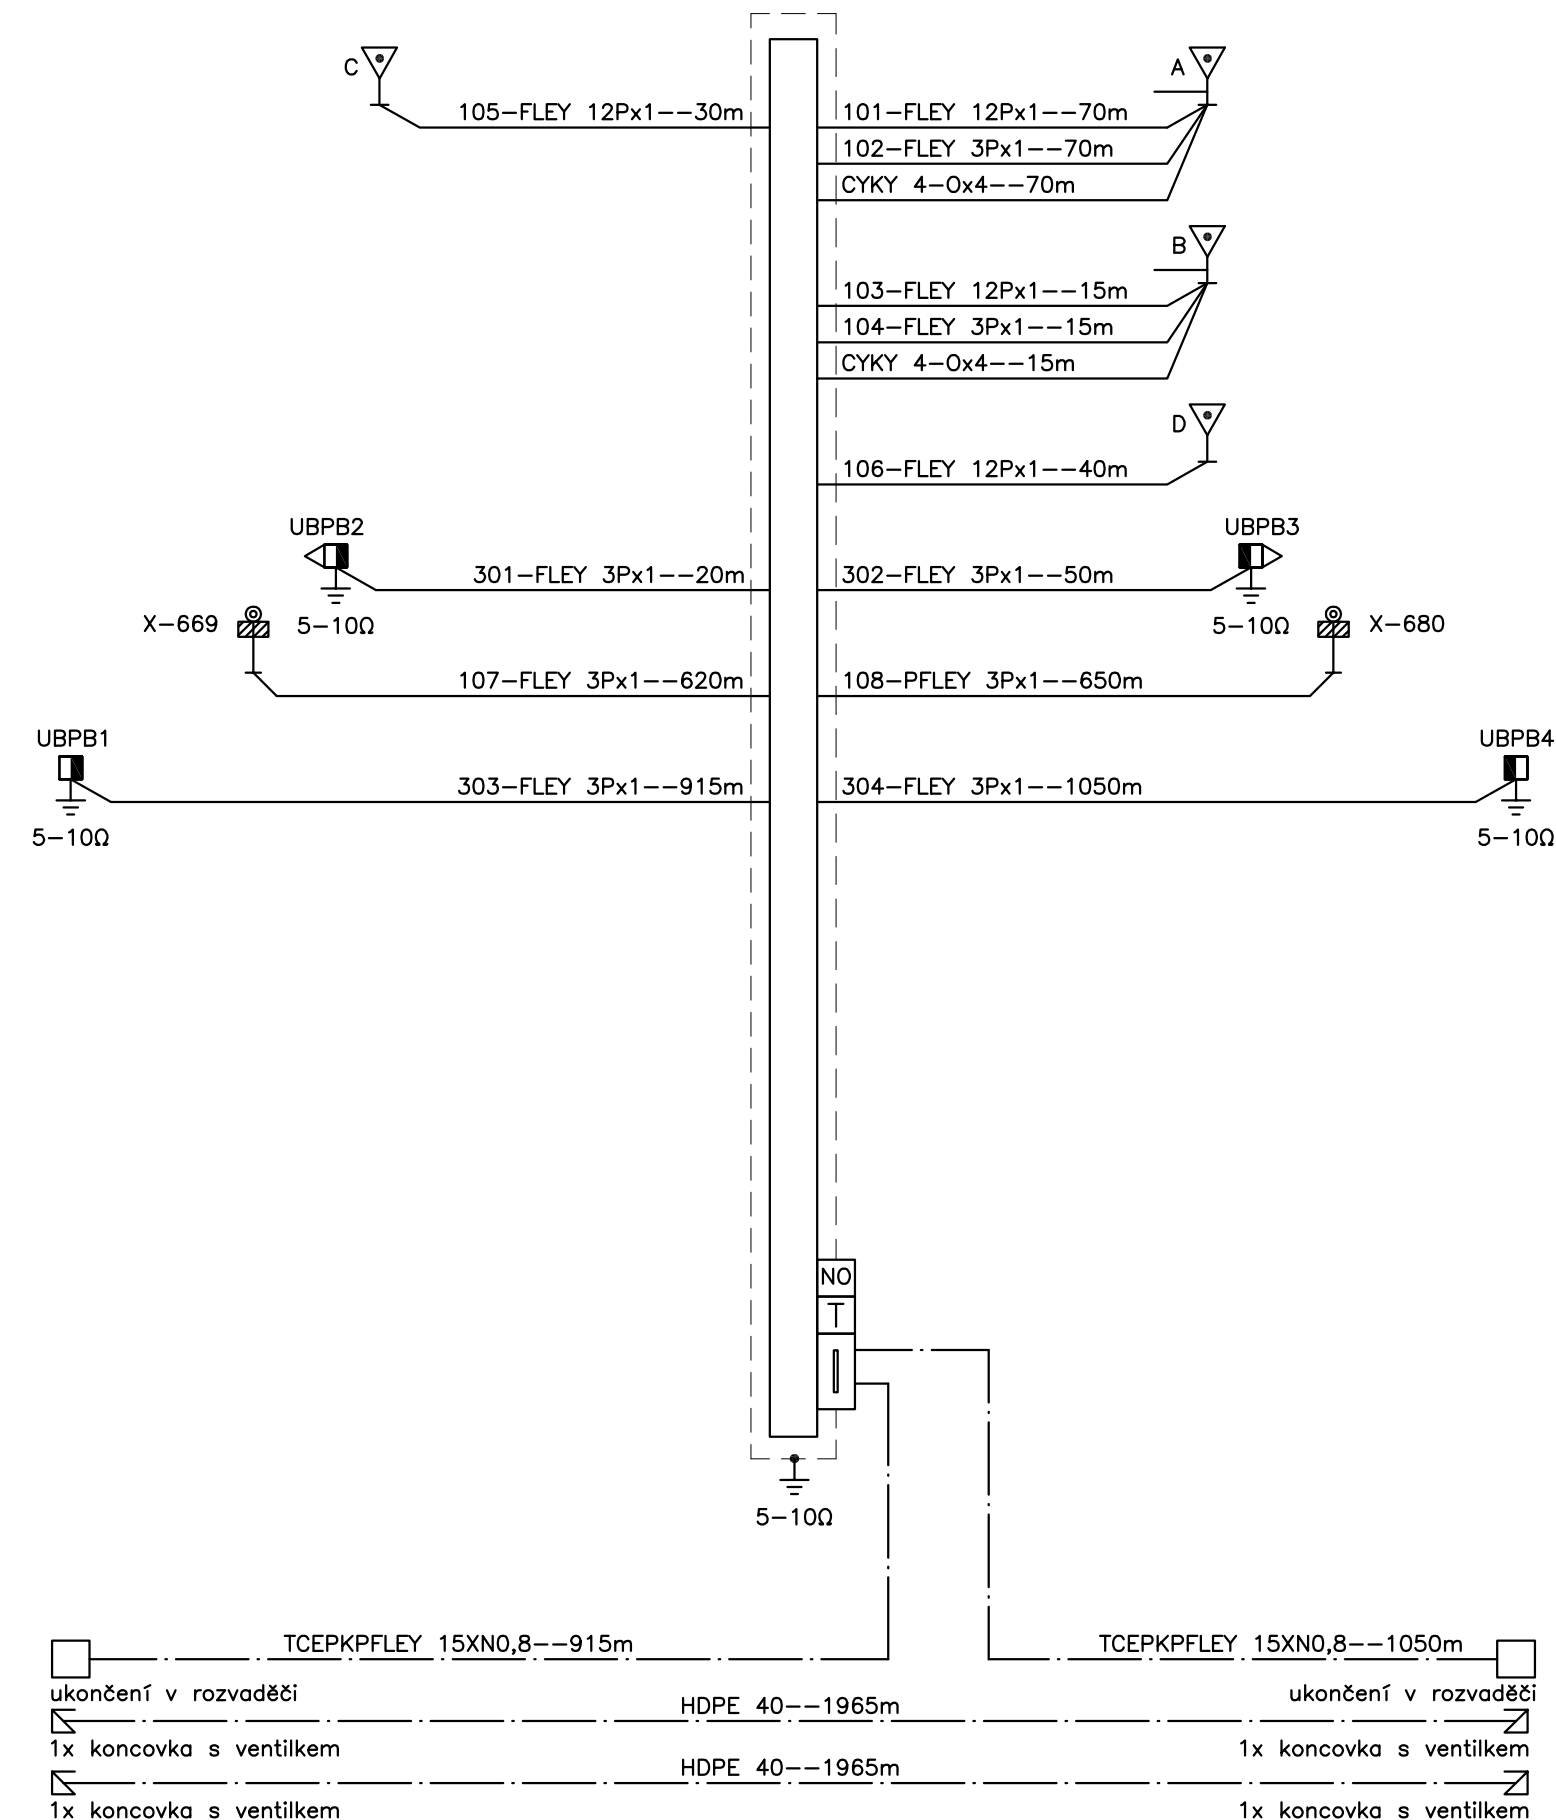 C
A
105-FLEY 12Px1--30m
101-FLEY 12Px1--70m
102-FLEY 3Px1--70m
CYKY 4-Ox4--70m
B
103-FLEY 12Px1--15m
104-FLEY 3Px1--15m
CYKY 4-Ox4--15m
D
106-FLEY 12Px1--40m
UBPB2
UBPB3
301-FLEY 3Px1--20m
302-FLEY 3Px1--50m
X-669
5-10Ω
5-10Ω
X-680
107-FLEY 3Px1--620m
108-PFLEY 3Px1--650m
UBPB1
UBPB4
303-FLEY 3Px1--915m
304-FLEY 3Px1--1050m
5-10Ω
5-10Ω
NO
T
5-10Ω
TCEPKPFLEY 15XN0,8--915m
TCEPKPFLEY 15XN0,8--1050m
ukončení v rozvaděči
ukončení v rozvaděči
HDPE 40--1965m
1x koncovka s ventilkem
1x koncovka s ventilkem
HDPE 40--1965m
1x koncovka s ventilkem
1x koncovka s ventilkem